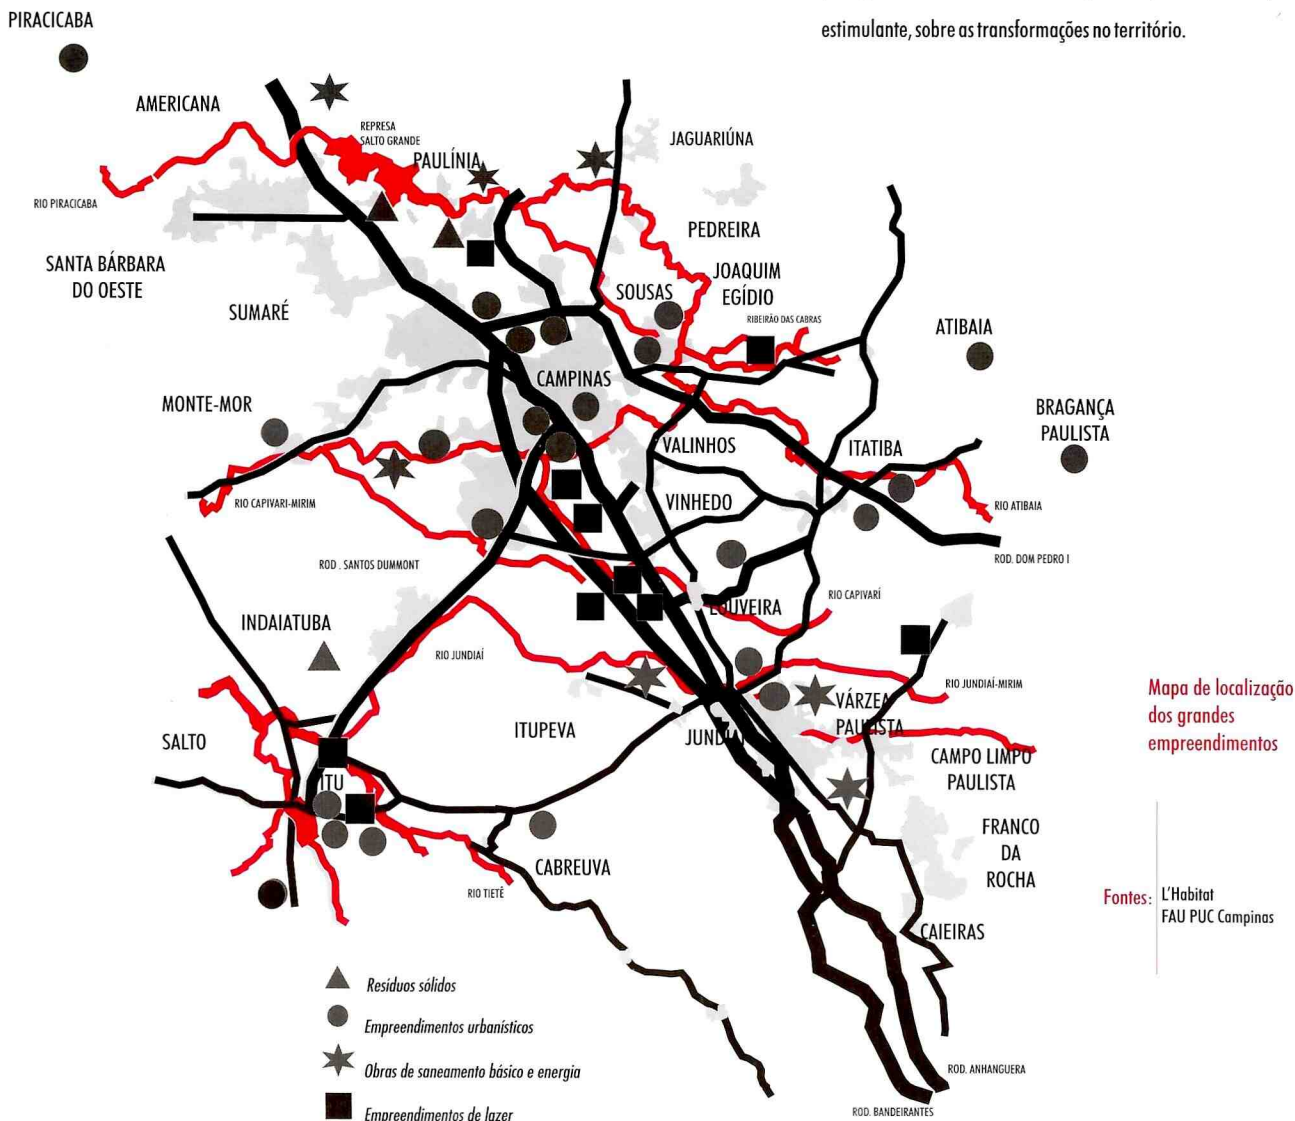 PIRACICABA
estimulante, sobre as transformações no território.
AMERICANA
REPRESA
SALTO GRANDE
PAULÍNIA
JAGUARIÚNA
RIO PIRACICABA
PEDREIRA
SANTA BÁRBARA
DO OESTE
JOAQUIM
EGÍDIO
SOUSAS
SUMARÉ
RIBEIRÃO DAS CABRAS
ATIBAIA
CAMPINAS
MONTE-MOR
BRAGANÇA
PAULISTA
VALINHOS
ITATIBA
RIO CAPIVARI-MIRIM
VINHEDO
RIO ATIBAIA
ROD . SANTOS DUMMONT
ROD. DOM PEDRO I
LOUVEIRA
RIO CAPIVARÍ
INDAIATUBA
RIO JUNDIAÍ
RIO JUNDIAÍ-MIRIM
Mapa de localização
dos grandes
empreendimentos
VÁRZEA
PAULISTA
SALTO
ITUPEVA
JUNDIAÍ
CAMPO LIMPO
PAULISTA
ITU
FRANCO
DA
ROCHA
CABREUVA
RIO TIETÊ
Fontes:
L'Habitat
FAU PUC Campinas
CAIEIRAS
Resíduos sólidos
Empreendimentos urbanísticos
Obras de saneamento básico e energia
Empreendimentos de lazer
ROD. ANHANGUERA
ROD. BANDEIRANTES